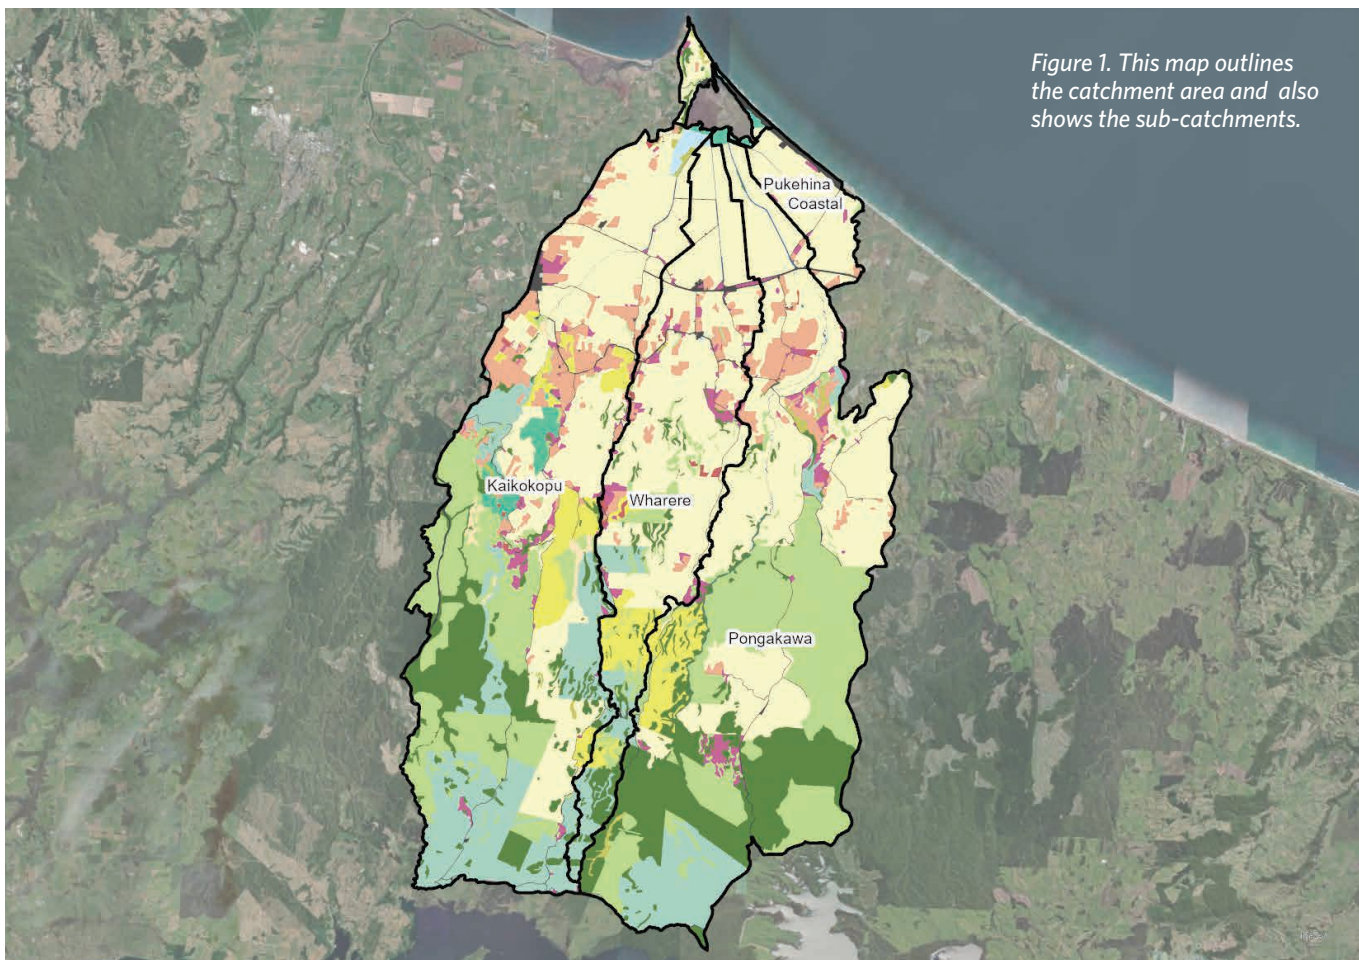 Figure 1. This map outlines
the catchment area and also
shows the sub-catchments.
Pukehina
Coastal
Kaikokopu
Wharere
Pongakawa